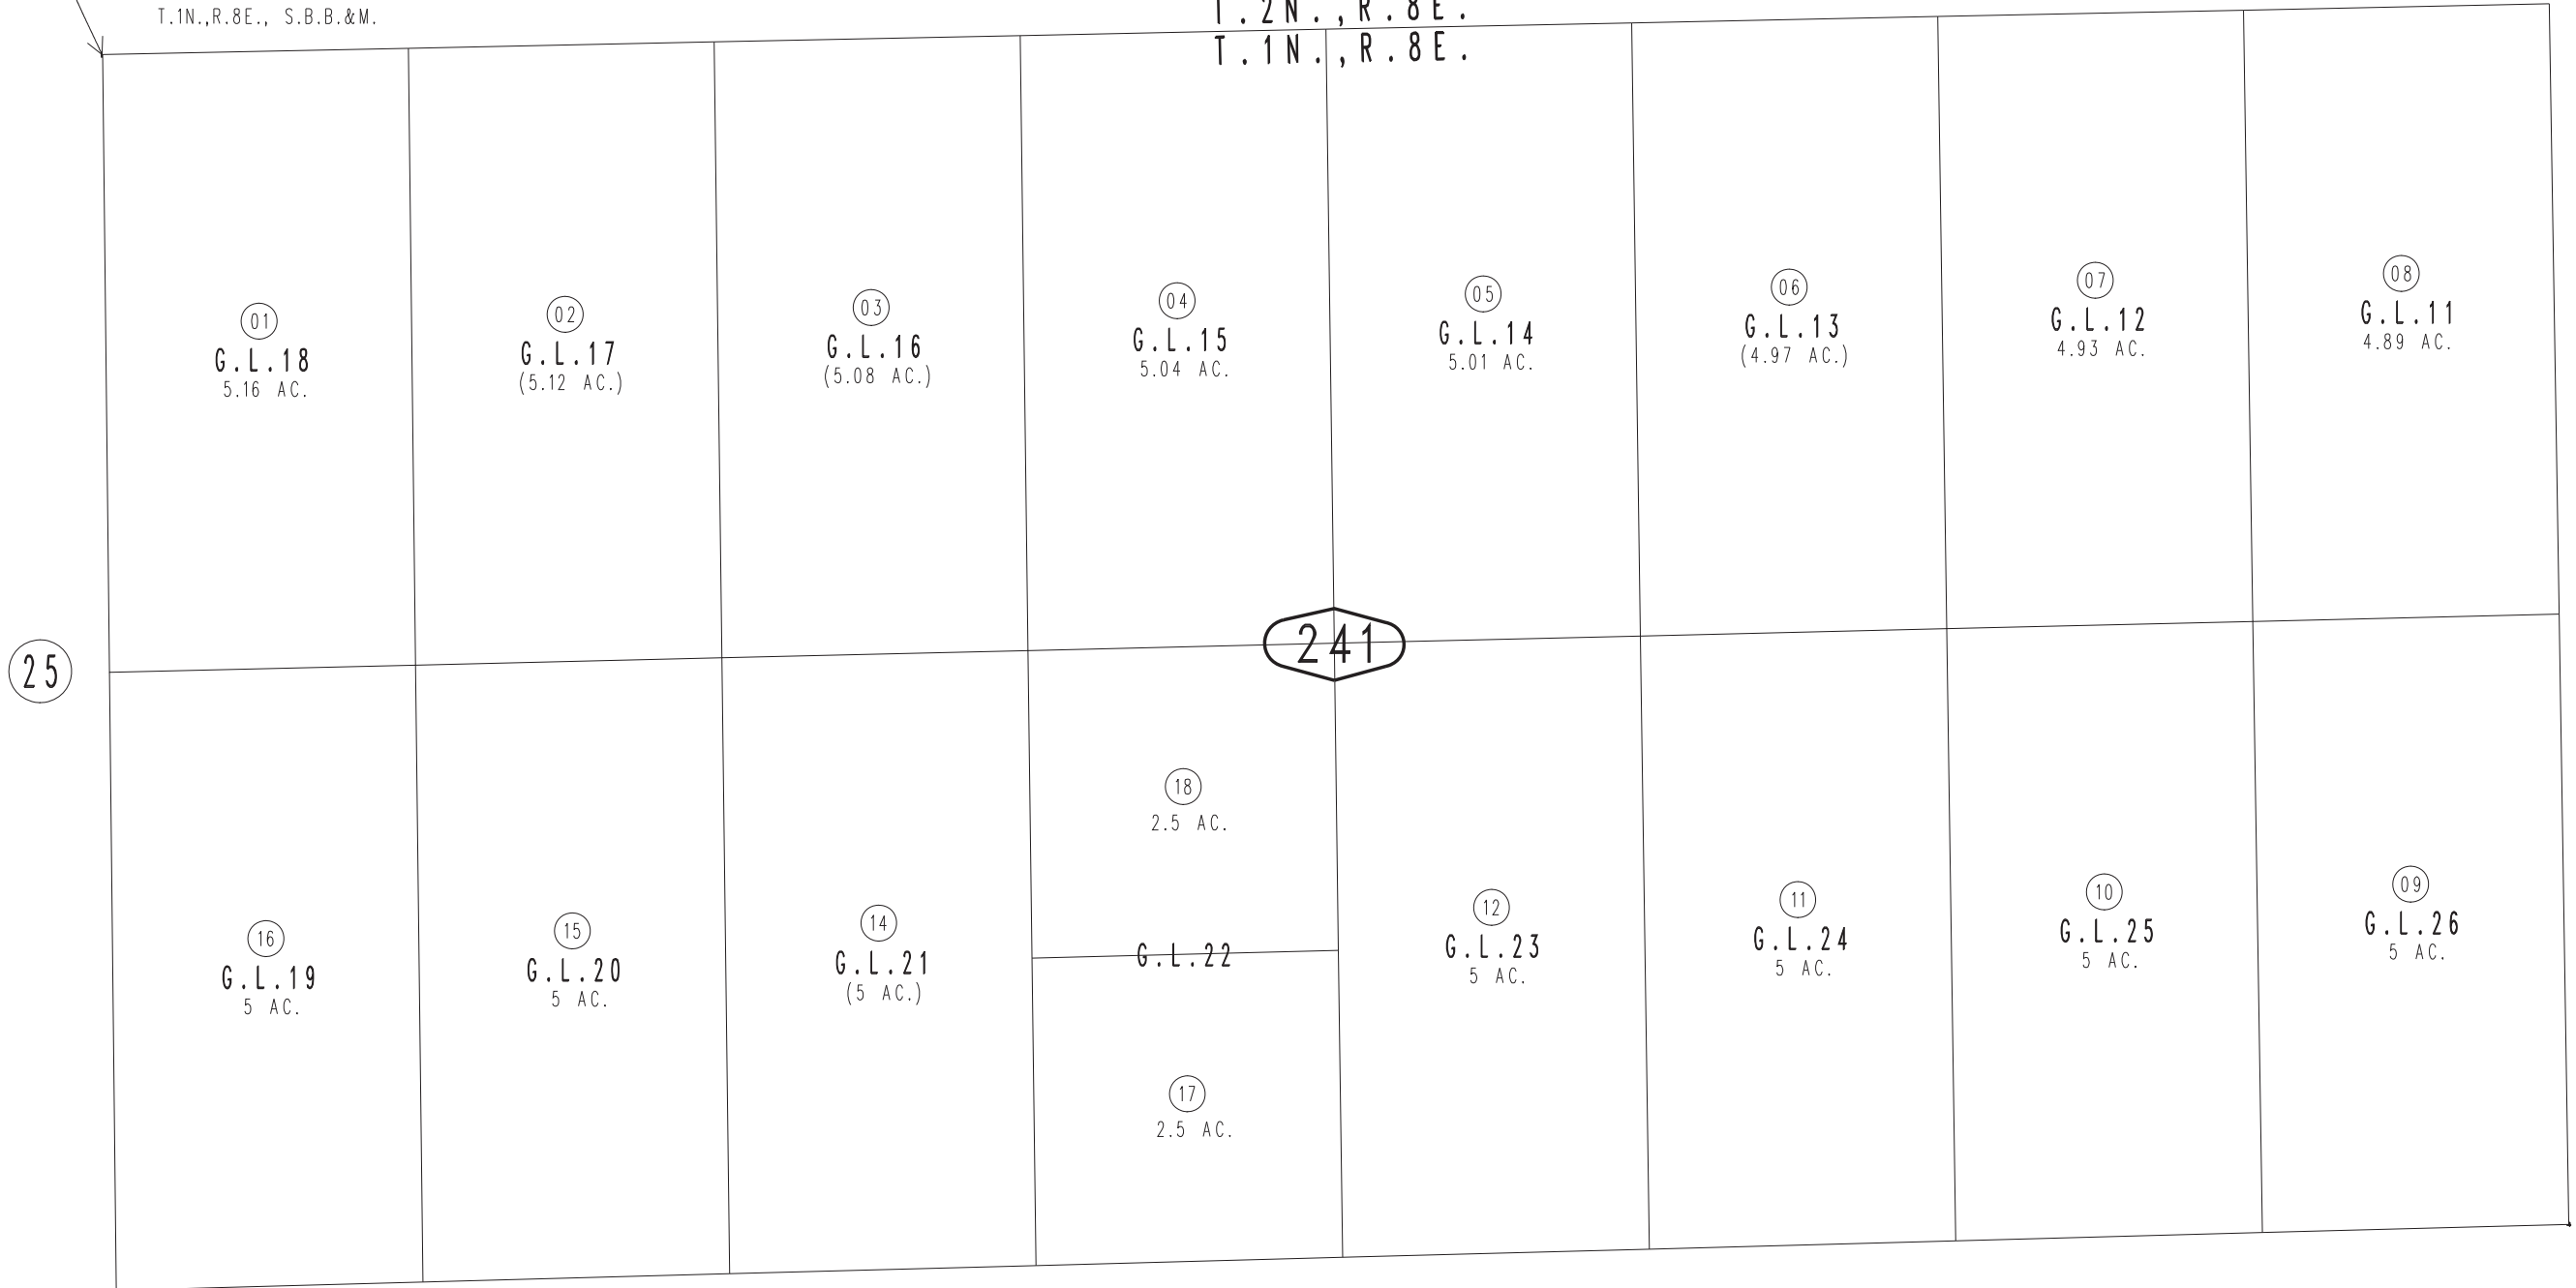 T.1N.,R.8E., S.B.B.&M.
T.2N.,R.8E.
T.1N.,R.8E.
01
G.L.18
5.16 AC.
02
G.L.17
(5.12 AC.)
03
G.L.16
(5.08 AC.)
04
G.L.15
5.04 AC.
05
G.L.14
5.01 AC.
06
G.L.13
(4.97 AC.)
07
G.L.12
4.93 AC.
08
G.L.11
4.89 AC.
25
241
16
G.L.19
5 AC.
15
G.L.20
5 AC.
14
G.L.21
(5 AC.)
18
2.5 AC.
G.L.22
17
2.5 AC.
12
G.L.23
5 AC.
11
G.L.24
5 AC.
10
G.L.25
5 AC.
09
G.L.26
5 AC.